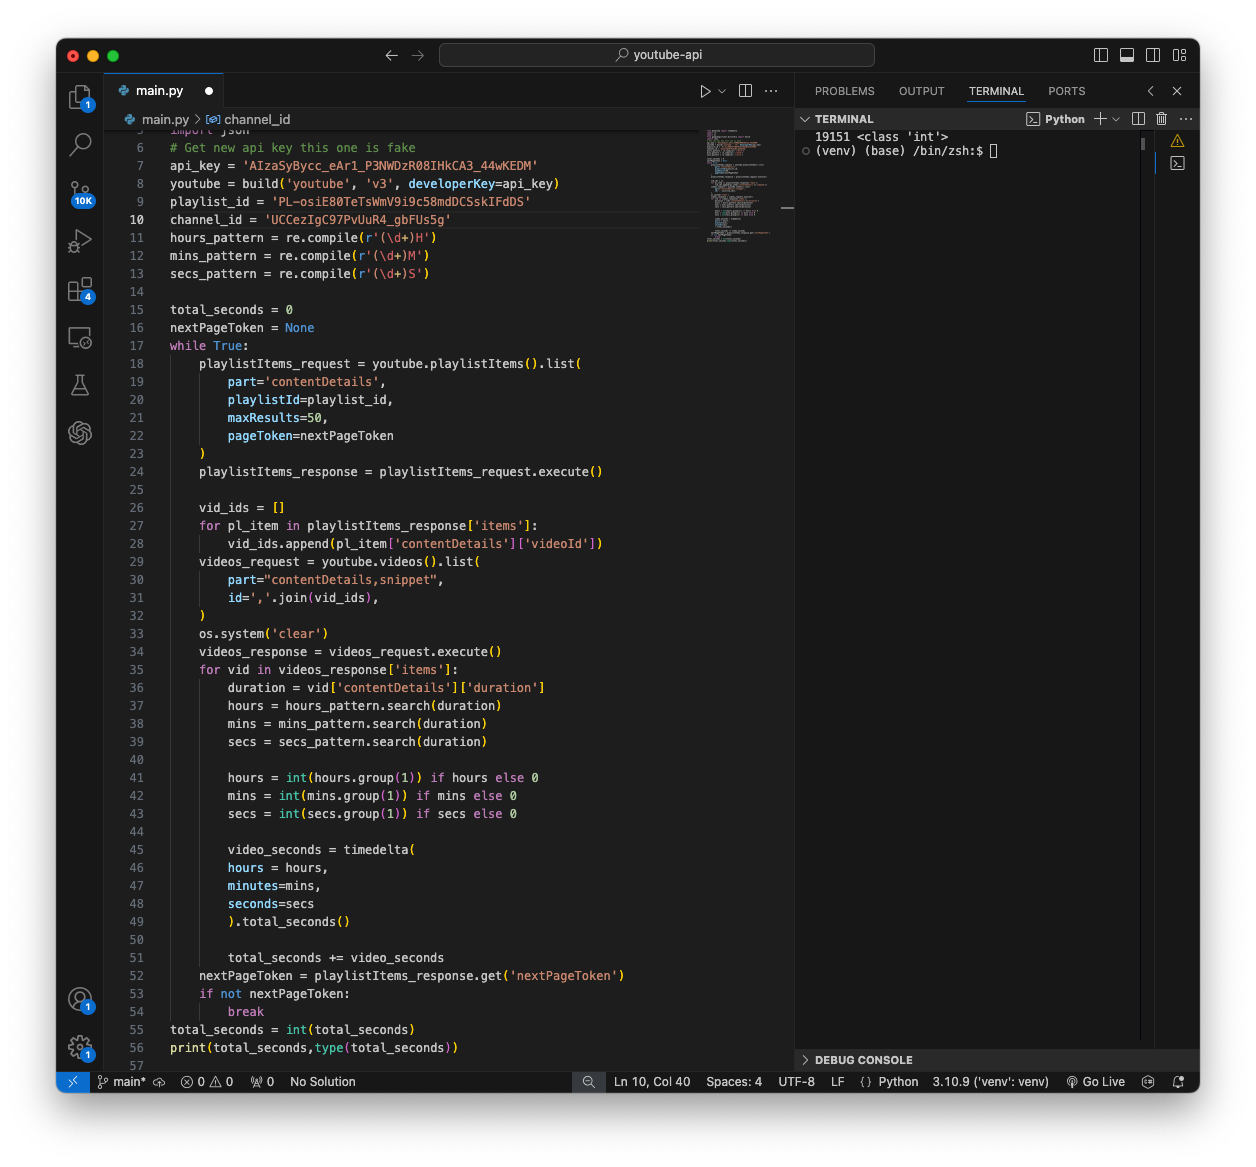 youtube-api
main.py
PROBLEMS OUTPUT TERMINAL PORTS
main.py > channel_id
TERMINAL
Python
1
10K
4
1
1
5 import json
6 # Get new api key this one is fake
7 api_key = 'AIzaSyBycc_eAr1_P3NWDzR08IHkCA3_44wKEDM'
8 youtube = build('youtube', 'v3', developerKey=api_key)
9 playlist_id = 'PL-osiE80TeTsWmV9i9c58mdDCSskIFdDS'
10 channel_id = 'UCCezIgC97PvUuR4_gbFUs5g'
11 hours_pattern = re.compile(r'(\d+)H')
12 mins_pattern = re.compile(r'(\d+)M')
13 secs_pattern = re.compile(r'(\d+)S')
14
15 total_seconds = 0
16 nextPageToken = None
17 while True:
18 playlistItems_request = youtube.playlistItems().list(
19 part='contentDetails',
20 playlistId=playlist_id,
21 maxResults=50,
22 pageToken=nextPageToken
23 )
24 playlistItems_response = playlistItems_request.execute()
25
26 vid_ids = []
27 for pl_item in playlistItems_response['items']:
28 vid_ids.append(pl_item['contentDetails']['videoId'])
29 videos_request = youtube.videos().list(
30 part="contentDetails,snippet",
31 id=','.join(vid_ids),
32 )
33 os.system('clear')
34 videos_response = videos_request.execute()
35 for vid in videos_response['items']:
36 duration = vid['contentDetails']['duration']
37 hours = hours_pattern.search(duration)
38 mins = mins_pattern.search(duration)
39 secs = secs_pattern.search(duration)
40
41 hours = int(hours.group(1)) if hours else 0
42 mins = int(mins.group(1)) if mins else 0
43 secs = int(secs.group(1)) if secs else 0
44
45 video_seconds = timedelta(
46 hours = hours,
47 minutes=mins,
48 seconds=secs
49 ).total_seconds()
50
51 total_seconds += video_seconds
52 nextPageToken = playlistItems_response.get('nextPageToken')
53 if not nextPageToken:
54 break
55 total_seconds = int(total_seconds)
56 print(total_seconds,type(total_seconds))
57
19151 <class 'int'>
(venv) (base) /bin/zsh:$
DEBUG CONSOLE
main* 0 0 0 No Solution Ln 10, Col 40 Spaces: 4 UTF-8 LF {} Python 3.10.9 ('venv': venv) Go Live